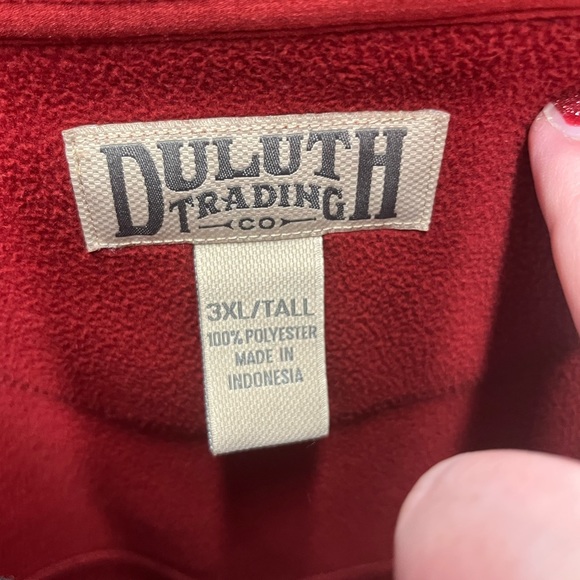 DULUTH
TRADING
CO
3XL/TALL
100% POLYESTER
MADE IN
INDONESIA